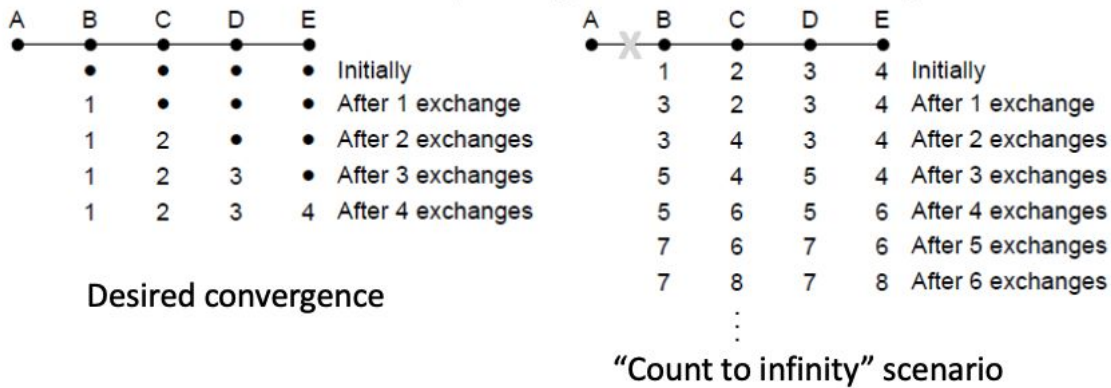 A B C D E
• • • • Initially
1 • • • After 1 exchange
1 2 • • After 2 exchanges
1 2 3 • After 3 exchanges
1 2 3 4 After 4 exchanges
Desired convergence
A B C D E
X
1 2 3 4 Initially
3 2 3 4 After 1 exchange
3 4 3 4 After 2 exchanges
5 4 5 4 After 3 exchanges
5 6 5 6 After 4 exchanges
7 6 7 6 After 5 exchanges
7 8 7 8 After 6 exchanges
⋮
“Count to infinity” scenario